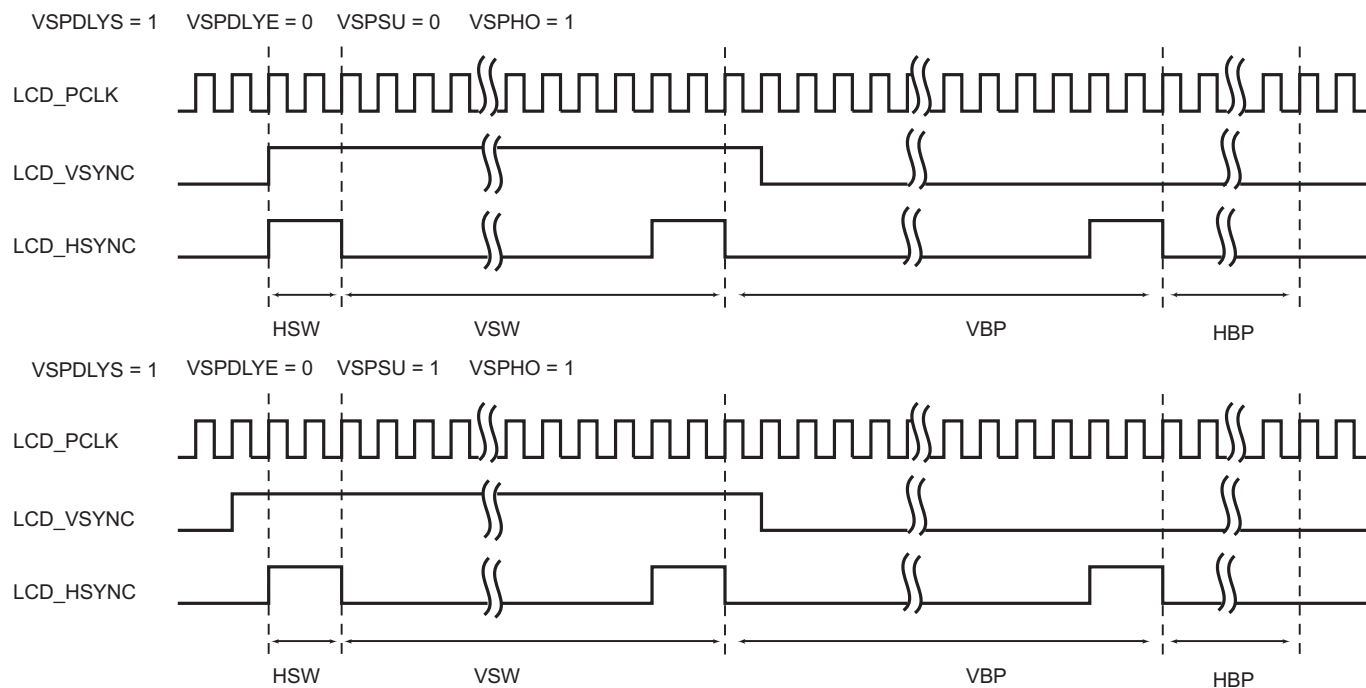 VSPDLYS = 1 VSPDLYE = 0 VSPSU = 0 VSPHO = 1
LCD_PCLK
LCD_VSYNC
LCD_HSYNC
HSW VSW VBP HBP
VSPDLYS = 1 VSPDLYE = 0 VSPSU = 1 VSPHO = 1
LCD_PCLK
LCD_VSYNC
LCD_HSYNC
HSW VSW VBP HBP